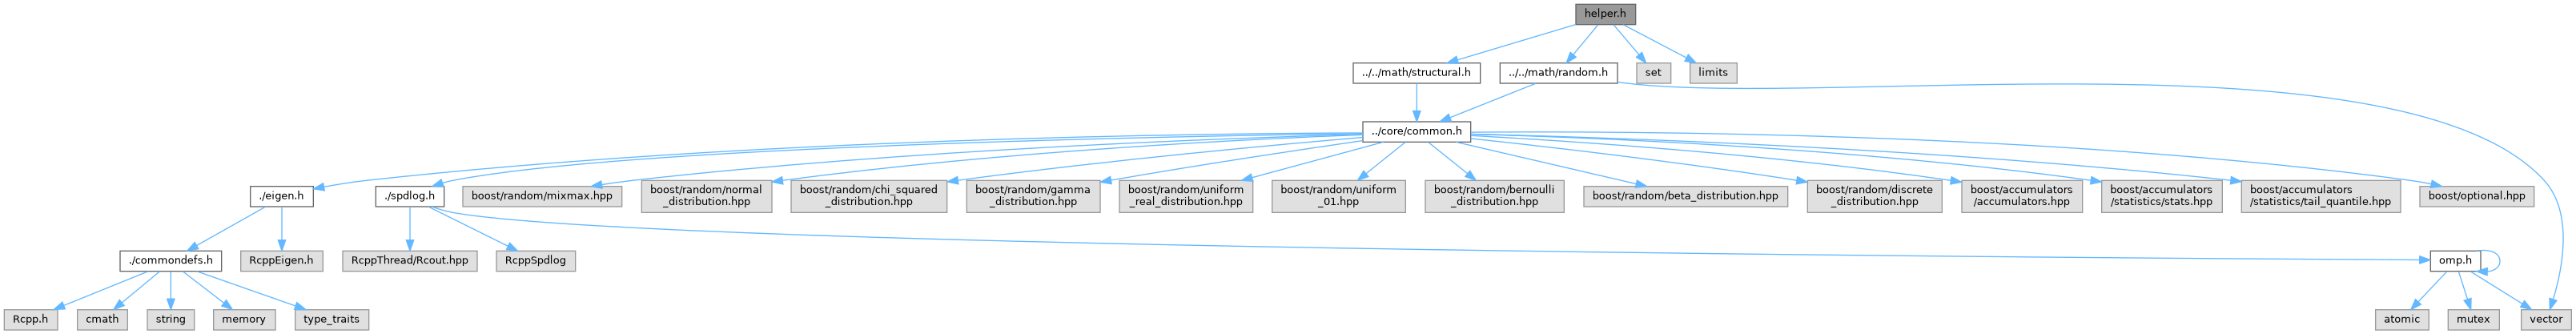 helper.h
../../math/structural.h
../../math/random.h
set
limits
../core/common.h
./eigen.h
./spdlog.h
boost/random/mixmax.hpp
boost/random/normal
_distribution.hpp
boost/random/chi_squared
_distribution.hpp
boost/random/gamma
_distribution.hpp
boost/random/uniform
_real_distribution.hpp
boost/random/uniform
_01.hpp
boost/random/bernoulli
_distribution.hpp
boost/random/beta_distribution.hpp
boost/random/discrete
_distribution.hpp
boost/accumulators
/accumulators.hpp
boost/accumulators
/statistics/stats.hpp
boost/accumulators
/statistics/tail_quantile.hpp
boost/optional.hpp
./commondefs.h
RcppEigen.h
RcppThread/Rcout.hpp
RcppSpdlog
omp.h
Rcpp.h
cmath
string
memory
type_traits
atomic
mutex
vector